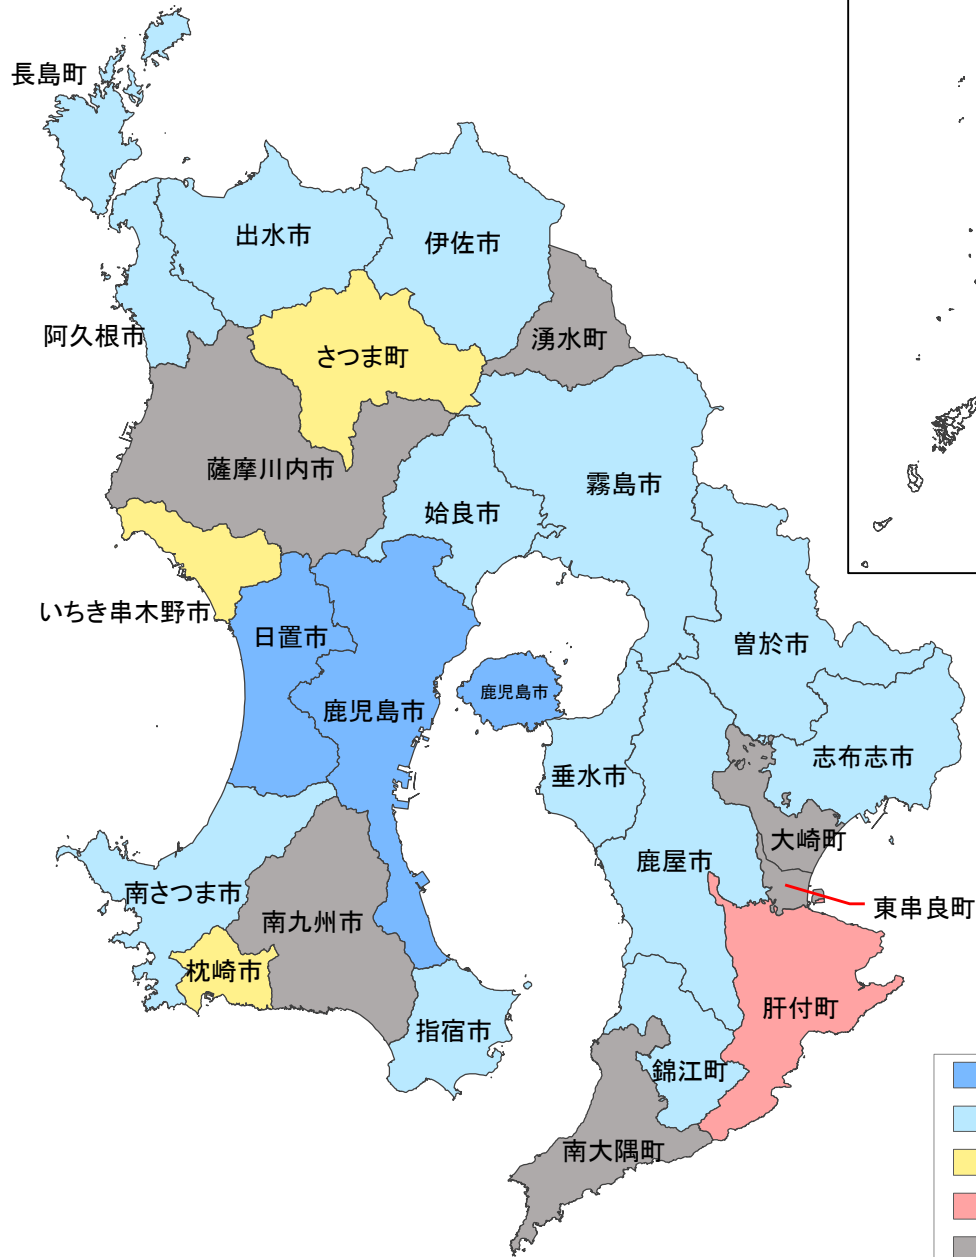 長島町
出水市
伊佐市
阿久根市
湧水町
さつま町
薩摩川内市
霧島市
姶良市
いちき串木野市
日置市
曽於市
鹿児島市
鹿児島市
志布志市
垂水市
大崎町
鹿屋市
南さつま市
東串良町
南九州市
枕崎市
肝付町
指宿市
錦江町
南大隅町